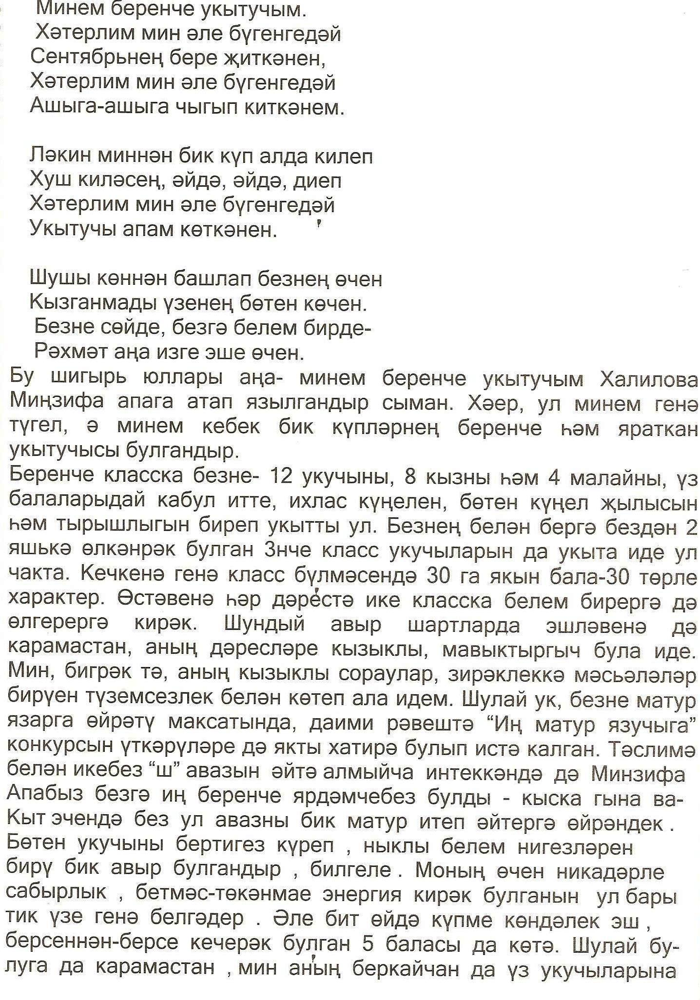 Минем беренче укытучым.
Хәтерлим мин әле бүгенгедәй
Сентябрьнең бере җиткәнен,
Хәтерлим мин әле бүгенгедәй
Ашыга-ашыга чыгып киткәнем.
Ләкин миннән бик күп алда килеп
Хуш киләсең, әйдә, әйдә, диеп
Хәтерлим мин әле бүгенгедәй
Укытучы апам көткәнен.
Шушы көннән башлап безнең өчен
Кызганмады үзенең бөтен көчен.
Безне сөйде, безгә белем бирде-
Рәхмәт аңа изге эше өчен.
Бу шигырь юллары аңа- минем беренче укытучым Халилова
Миңзифа апага атап язылгандыр сыман. Хәер, ул минем генә
түгел, ә минем кебек бик күпләрнең беренче һәм яраткан
укытучысы булгандыр.
Беренче класска безне- 12 укучыны, 8 кызны һәм 4 малайны, үз
балаларыдай кабул итте, ихлас күңелен, бөтен күңел җылысын
һәм тырышлыгын биреп укытты ул. Безнең белән бергә бездән 2
яшькә өлкәнрәк булган 3нче класс укучыларын да укыта иде ул
чакта. Кечкенә генә класс бүлмәсендә 30 га якын бала-30 төрле
характер. Өстәвенә һәр дәрестә ике класска белем бирергә дә
өлгерергә кирәк. Шундый авыр шартларда эшләвенә дә
карамастан, аның дәресләре кызыклы, мавыктыргыч була иде.
Мин, бигрәк тә, аның кызыклы сораулар, зирәклеккә мәсьәләләр
бирүен түземсезлек белән көтеп ала идем. Шулай ук, безне матур
язарга өйрәтү максатында, даими рәвештә “Иң матур язучыга”
конкурсын үткәрүләре дә якты хатирә булып истә калган. Тәслимә
белән икебез “ш” авазын әйтә алмыйча интеккәндә дә Минзифа
Апабыз безгә иң беренче ярдәмчебез булды - кыска гына ва-
Кыт эчендә без ул авазны бик матур итеп әйтергә өйрәндек .
Бөтен укучыны бертигез күреп , ныклы белем нигезләрен
бирү бик авыр булгандыр , билгеле . Моның өчен никадәрле
сабырлык , бетмәс-төкәнмәе энергия кирәк булганын ул бары
тик үзе генә белгәдер . Әле бит өйдә күпме көндәлек эш ,
берсеннән-берсе кечерәк булган 5 баласы да көтә. Шулай бу-
луга да карамастан , мин аның беркайчан да үз укучыларына